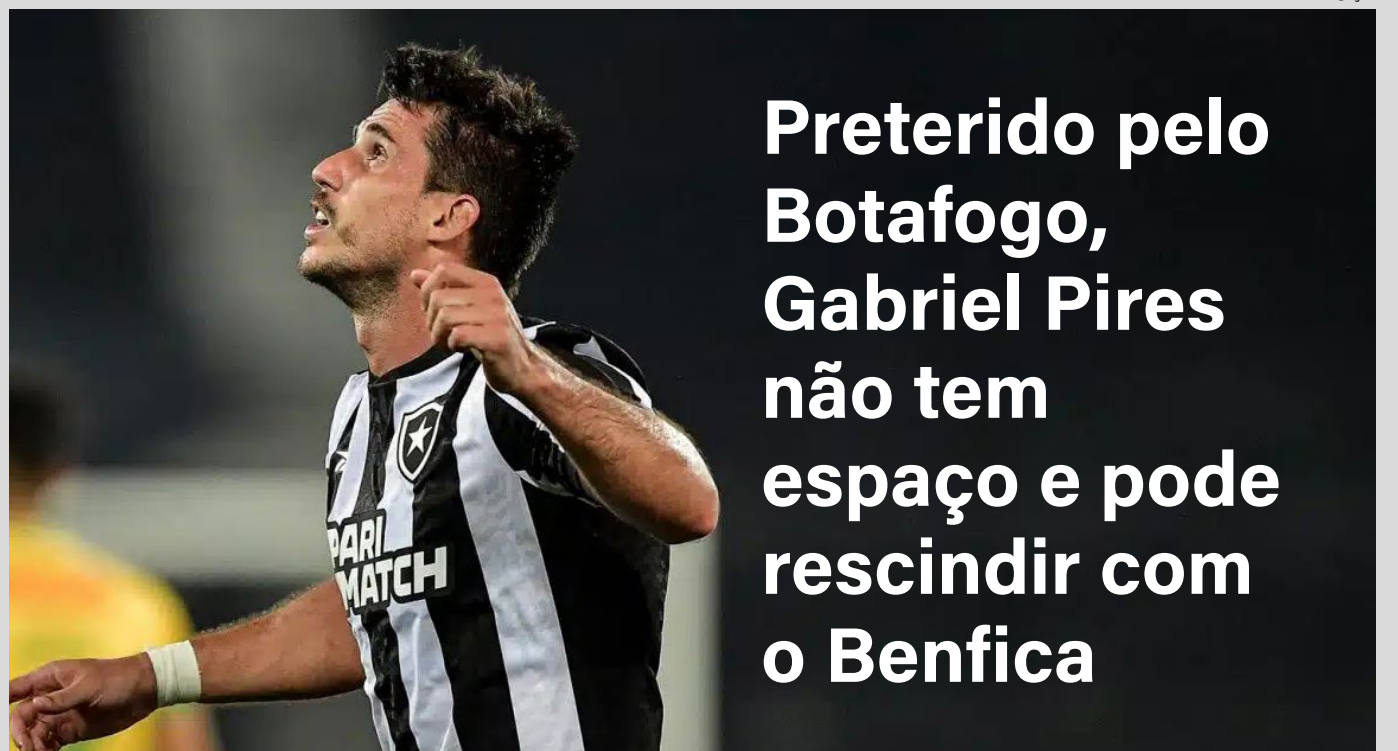 Preterido pelo
Botafogo,
Gabriel Pires
não tem
espaço e pode
rescindir com
o Benfica
PARI
MATCH